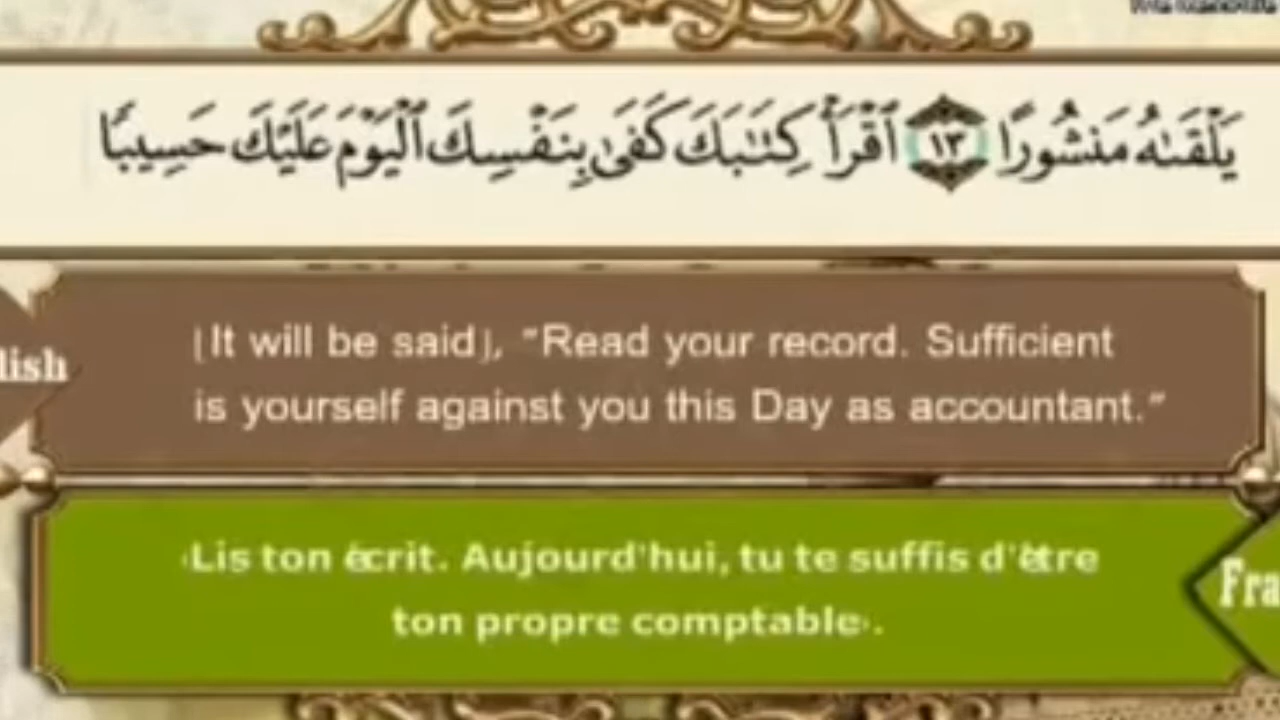 يَلْقَىٰهُ مَنشُورًا ١٣ ٱقْرَأْ كِتَـٰبَكَ كَفَىٰ بِنَفْسِكَ ٱلْيَوْمَ عَلَيْكَ حَسِيبًا
lish
[It will be said], "Read your record. Sufficient
is yourself against you this Day as accountant."
‹Lis ton écrit. Aujourd'hui, tu te suffis d'être
ton propre comptable›.
Fra